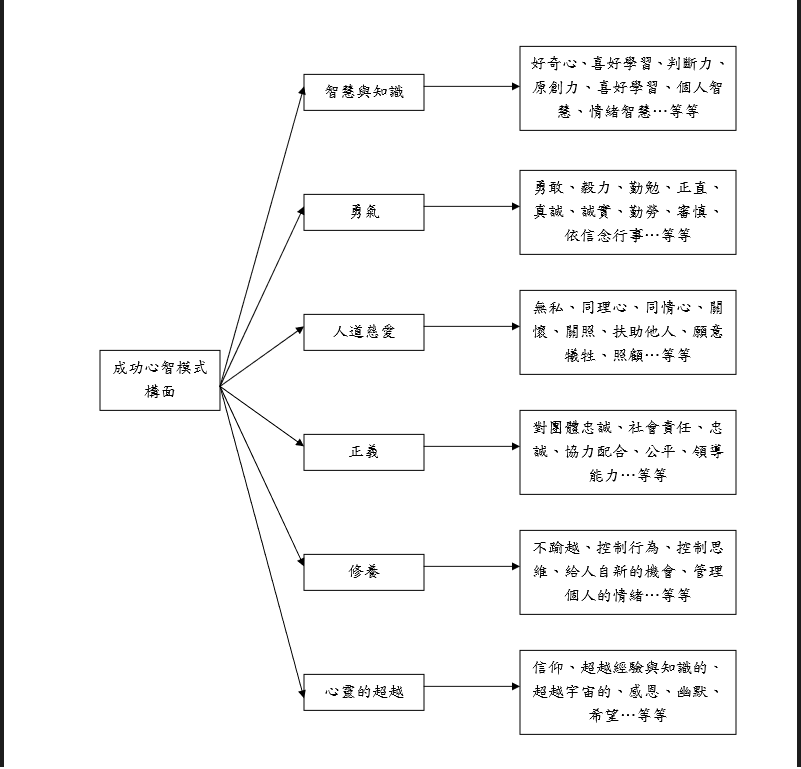 智慧與知識
好奇心、喜好學習、判斷力、
原創力、喜好學習、個人智
慧、情緒智慧…等等
勇氣
勇敢、毅力、勤勉、正直、
真誠、誠實、勤勞、審慎、
依信念行事…等等
人道慈愛
無私、同理心、同情心、關
懷、關照、扶助他人、願意
犧牲、照顧…等等
成功心智模式
構面
正義
對團體忠誠、社會責任、忠
誠、協力配合、公平、領導
能力…等等
修養
不踰越、控制行為、控制思
維、給人自新的機會、管理
個人的情緒…等等
心靈的超越
信仰、超越經驗與知識的、
超越宇宙的、感恩、幽默、
希望…等等